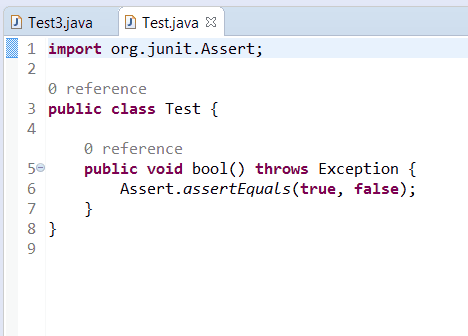 Test3.java Test.java
1 import org.junit.Assert;
2
0 reference
3 public class Test {
4
0 reference
5 public void bool() throws Exception {
6 Assert.assertEquals(true, false);
7 }
8 }
9